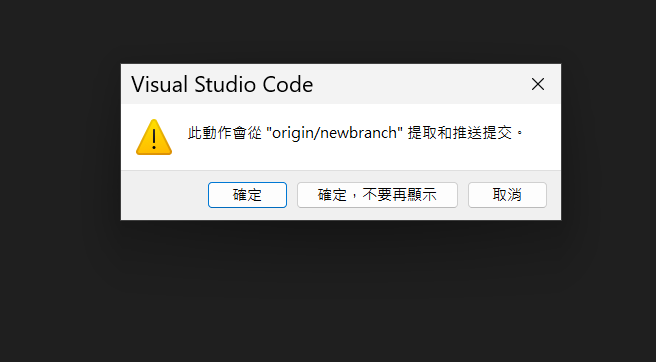 Visual Studio Code
此動作會從 "origin/newbranch" 提取和推送提交。
確定
確定，不要再顯示
取消